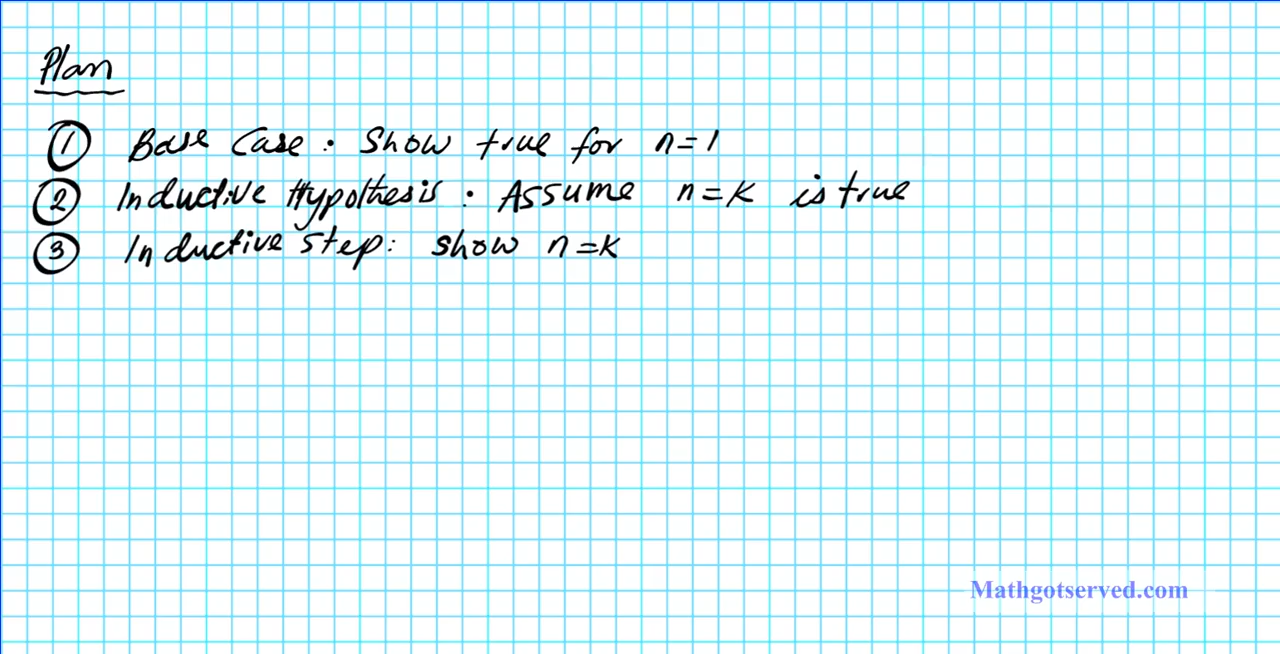 Plan
① Base Case: Show true for n=1
② Inductive Hypothesis: Assume n=k is true
③ Inductive step: show n=k
Mathgotserved.com